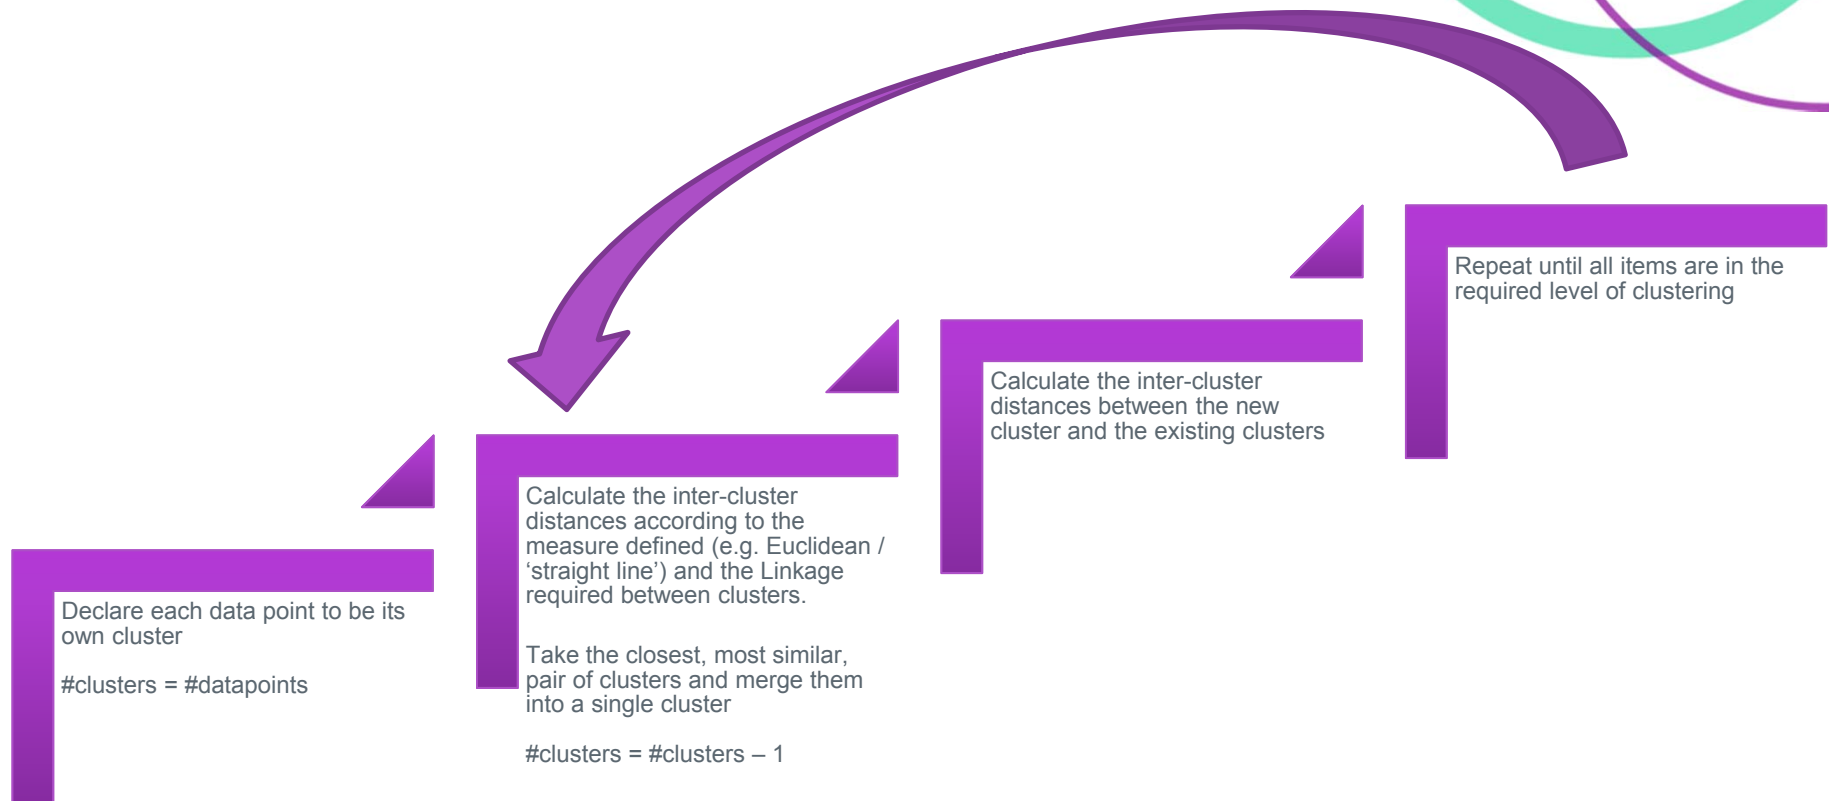 Declare each data point to be its
own cluster
#clusters = #datapoints
Calculate the inter-cluster
distances according to the
measure defined (e.g. Euclidean /
‘straight line’) and the Linkage
required between clusters.
Take the closest, most similar,
pair of clusters and merge them
into a single cluster
#clusters = #clusters – 1
Calculate the inter-cluster
distances between the new
cluster and the existing clusters
Repeat until all items are in the
required level of clustering